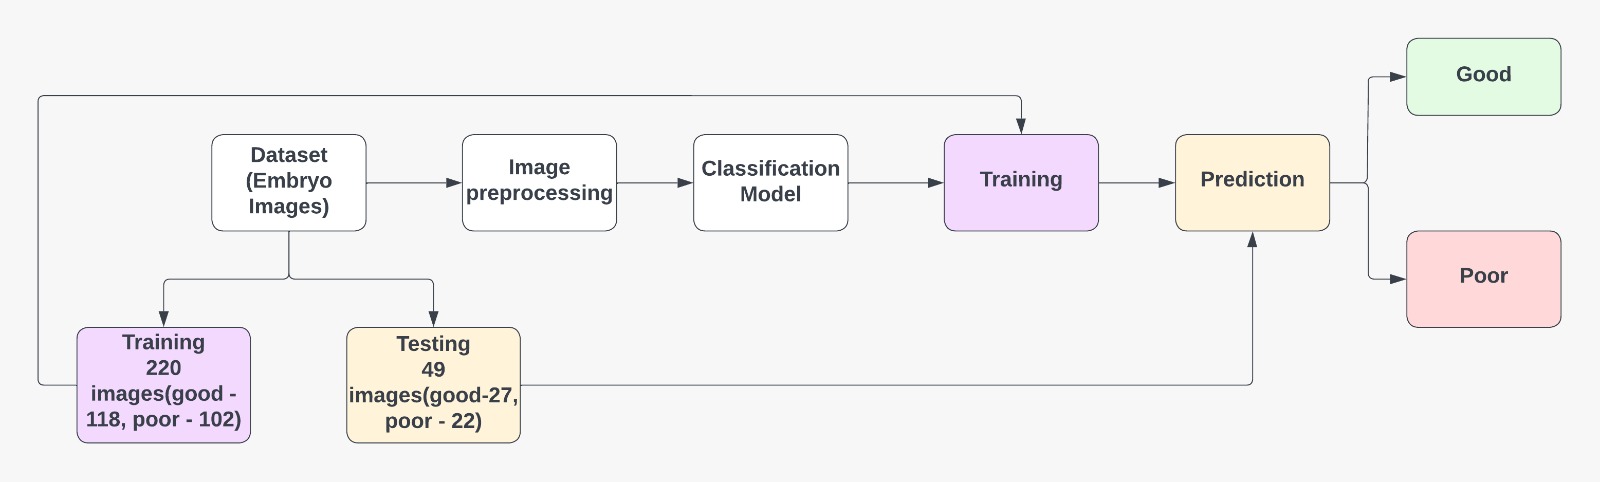 Good
Dataset
(Embryo
Images)
Image
preprocessing
Classification
Model
Training
Prediction
Poor
Training
220
images(good -
118, poor - 102)
Testing
49
images(good-27,
poor - 22)